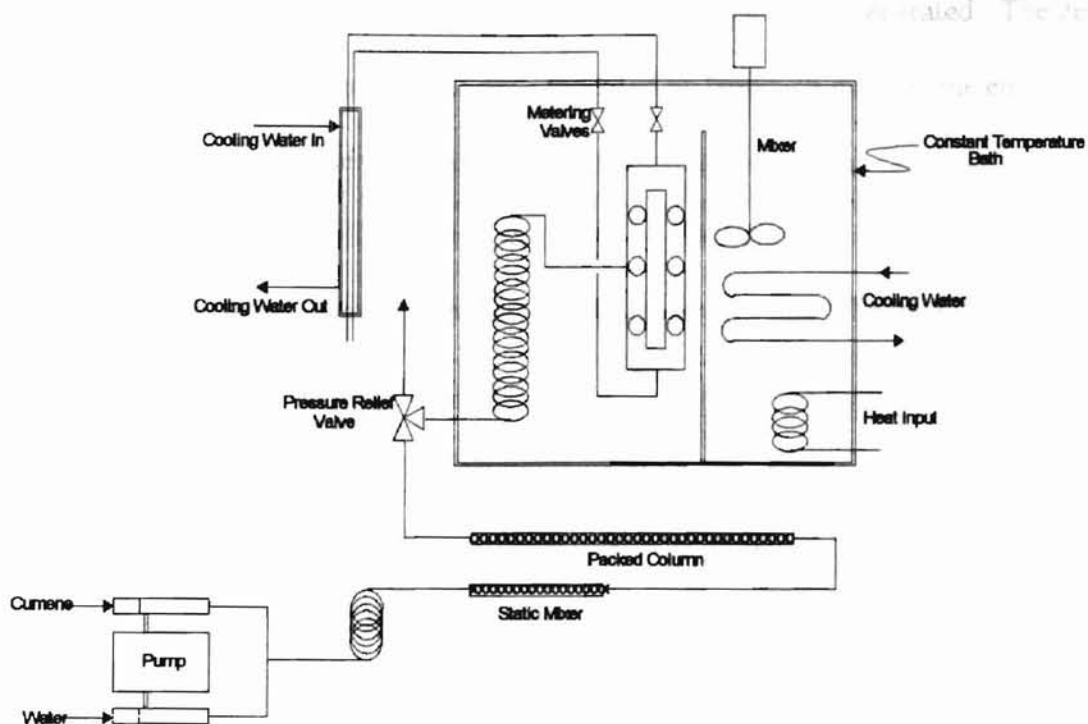 Metering
Valves
Mixer
Constant Temperature
Bath
Cooling Water In
Cooling Water Out
Cooling Water
Pressure Relief
Valve
Heat Input
Packed Column
Static Mixer
Cumene
Pump
Water